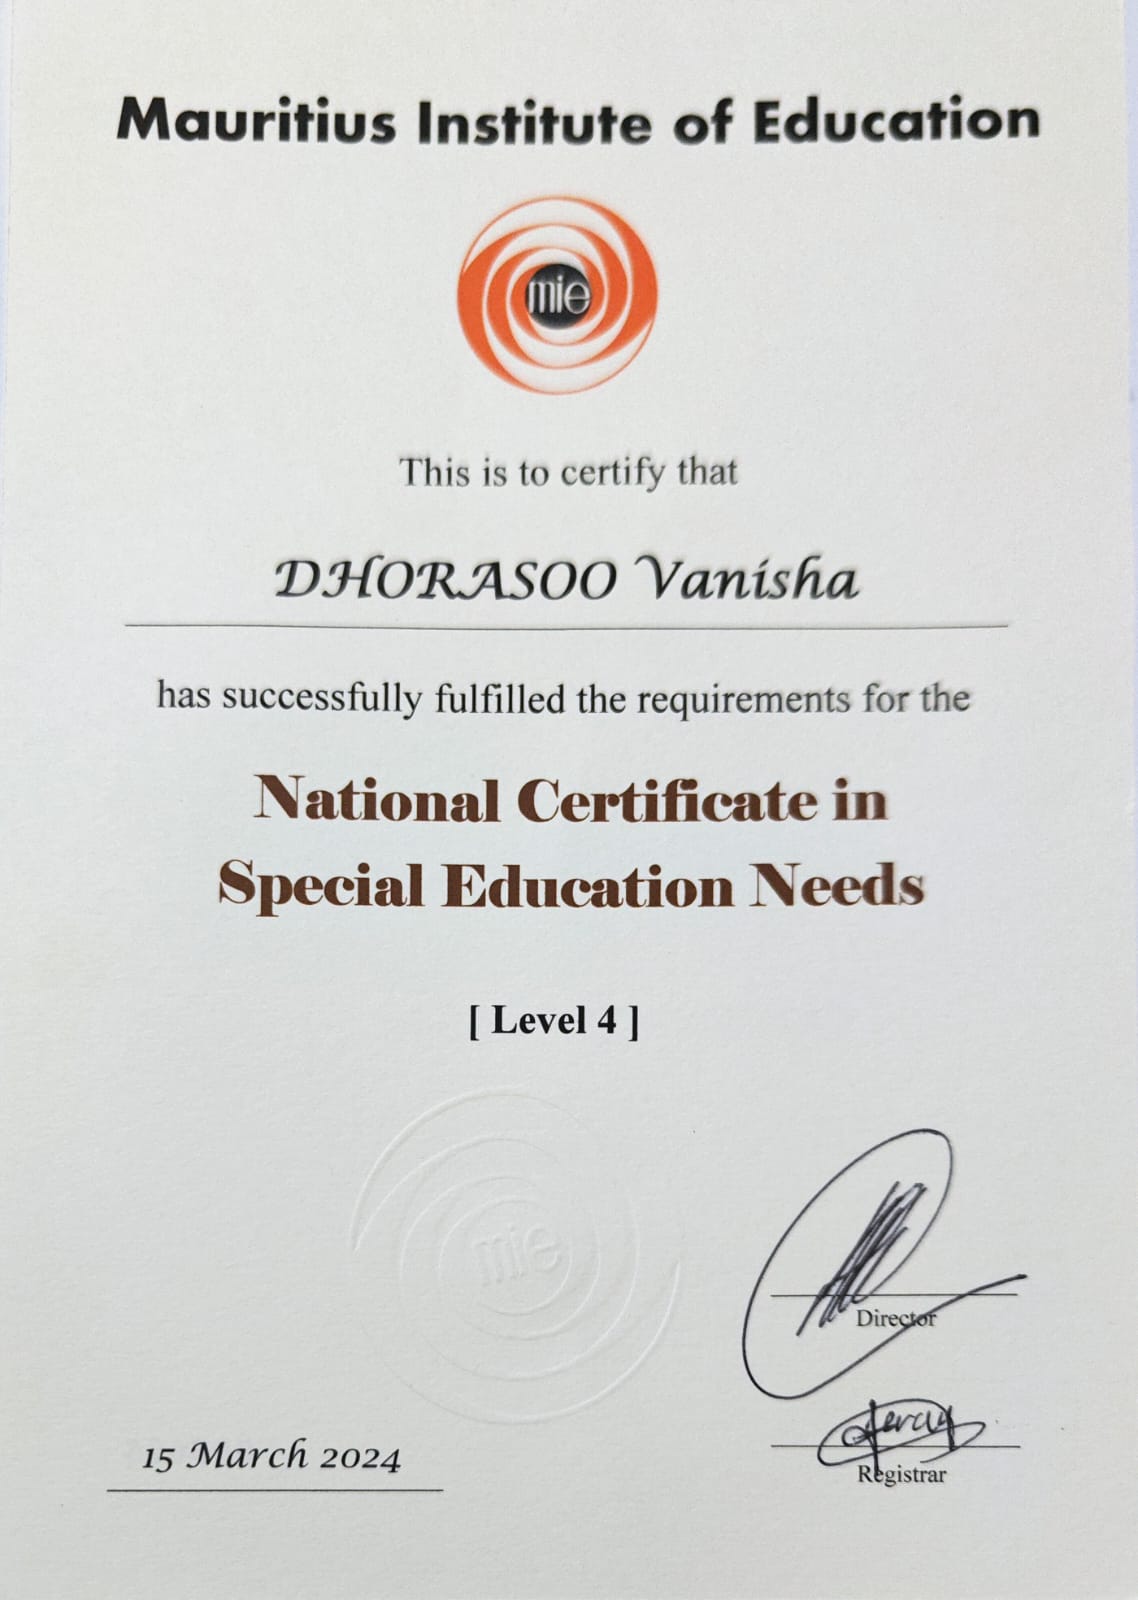 Mauritius Institute of Education
mie
This is to certify that
DHORASOO Vanisha
has successfully fulfilled the requirements for the
National Certificate in
Special Education Needs
[ Level 4 ]
mie
Director
15 March 2024
Registrar